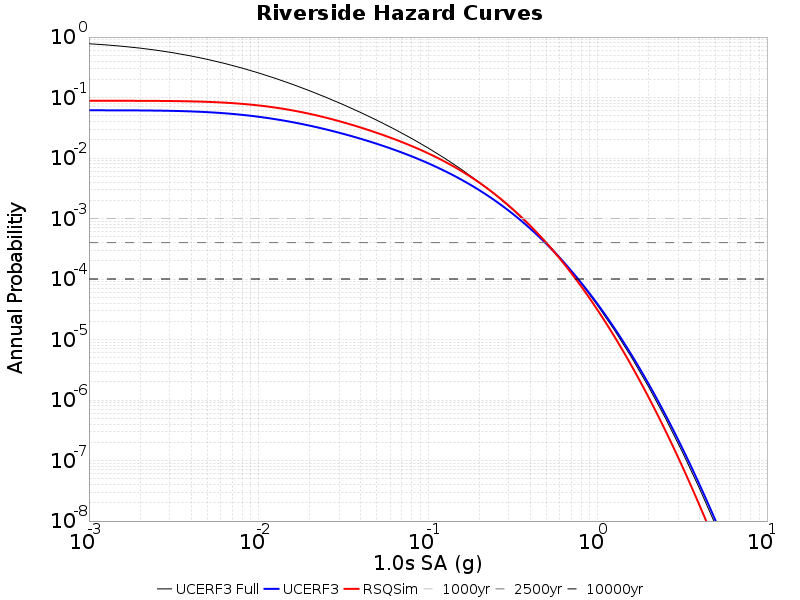 Riverside Hazard Curves
10^0
10^-1
10^-2
10^-3
10^-4
10^-5
10^-6
10^-7
10^-8
Annual Probabilitiy
10^-3 10^-2 10^-1 10^0 10^1
1.0s SA (g)
UCERF3 Full UCERF3 RSQSim 1000yr 2500yr 10000yr